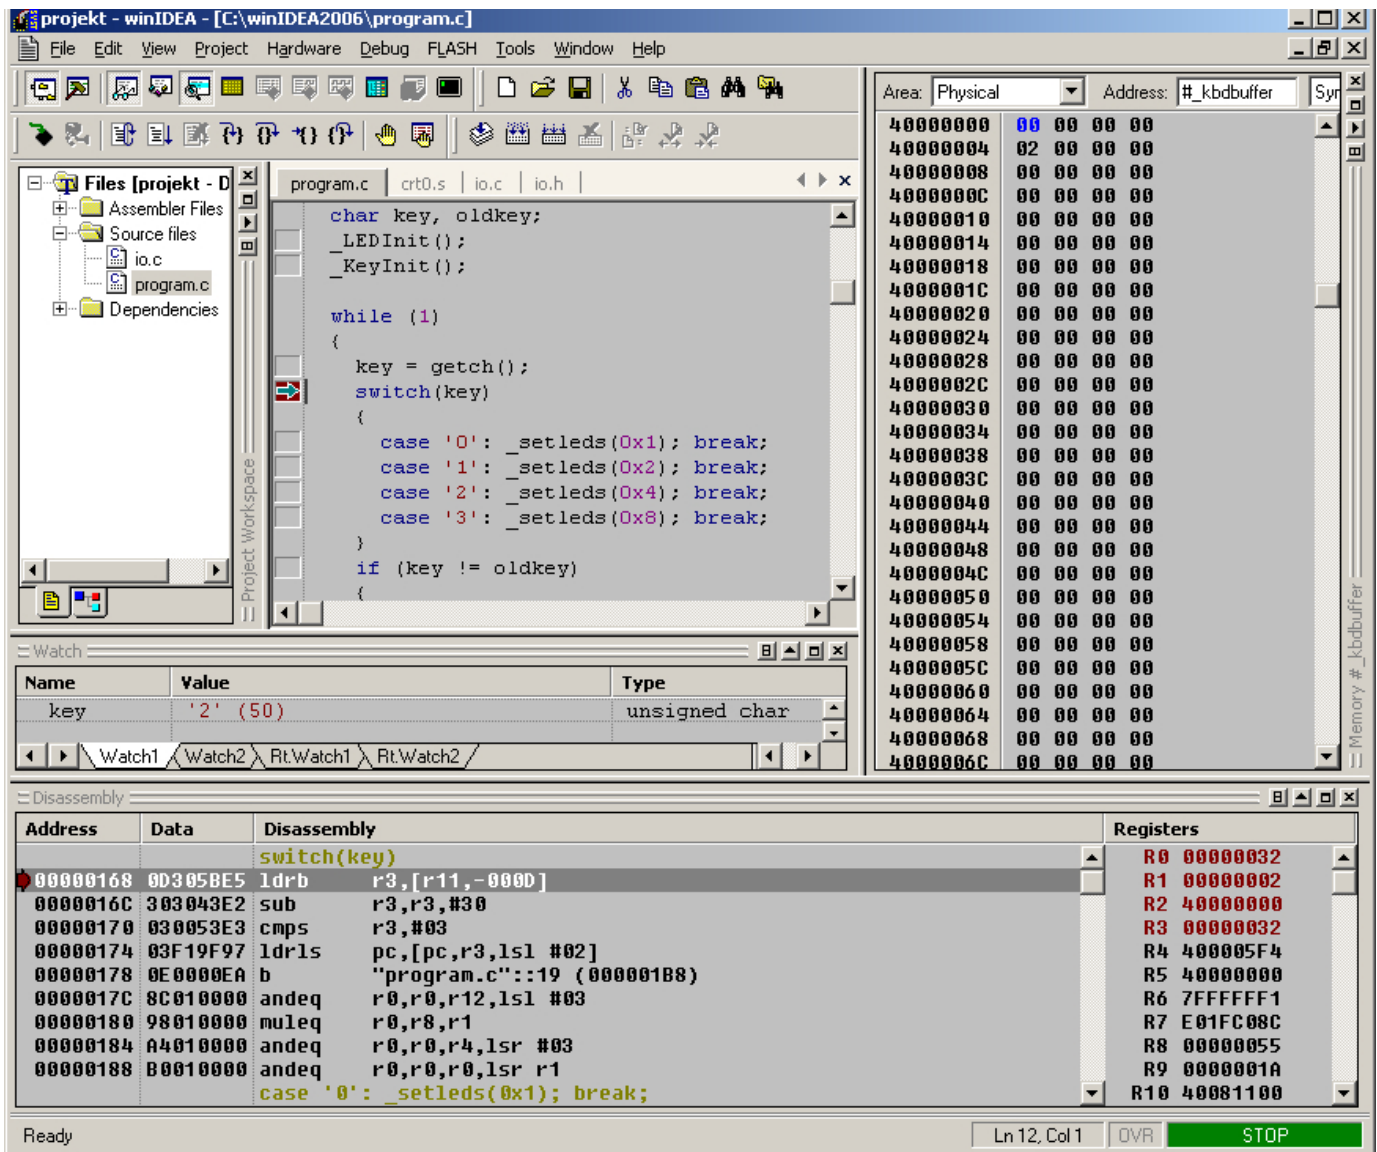 projekt - winIDEA - [C:\winIDEA2006\program.c]
File Edit View Project Hardware Debug FLASH Tools Window Help
Files [projekt - D
Assembler Files
Source files
io.c
program.c
Dependencies
Project Workspace
program.c crt0.s io.c io.h
char key, oldkey;
_LEDInit();
_KeyInit();
while (1)
{
key = getch();
switch(key)
{
case '0': _setleds(0x1); break;
case '1': _setleds(0x2); break;
case '2': _setleds(0x4); break;
case '3': _setleds(0x8); break;
}
if (key != oldkey)
{
Area: Physical Address: #_kbdbuffer Syr
40000000 00 00 00 00
40000004 02 00 00 00
40000008 00 00 00 00
4000000C 00 00 00 00
40000010 00 00 00 00
40000014 00 00 00 00
40000018 00 00 00 00
4000001C 00 00 00 00
40000020 00 00 00 00
40000024 00 00 00 00
40000028 00 00 00 00
4000002C 00 00 00 00
40000030 00 00 00 00
40000034 00 00 00 00
40000038 00 00 00 00
4000003C 00 00 00 00
40000040 00 00 00 00
40000044 00 00 00 00
40000048 00 00 00 00
4000004C 00 00 00 00
40000050 00 00 00 00
40000054 00 00 00 00
40000058 00 00 00 00
4000005C 00 00 00 00
40000060 00 00 00 00
40000064 00 00 00 00
40000068 00 00 00 00
4000006C 00 00 00 00
Memory #_kbdbuffer
Watch
Name Value Type
key '2' (50) unsigned char
Watch1 Watch2 Rt.Watch1 Rt.Watch2
Disassembly
Address Data Disassembly Registers
switch(key) R0 00000032
00000168 0D305BE5 ldrb r3,[r11,-000D] R1 00000002
0000016C 303043E2 sub r3,r3,#30 R2 40000000
00000170 030053E3 cmps r3,#03 R3 00000032
00000174 03F19F97 ldrls pc,[pc,r3,lsl #02] R4 400005F4
00000178 0E0000EA b "program.c"::19 (000001B8) R5 40000000
0000017C 8C010000 andeq r0,r0,r12,lsl #03 R6 7FFFFFF1
00000180 98010000 muleq r0,r8,r1 R7 E01FC08C
00000184 A4010000 andeq r0,r0,r4,lsr #03 R8 00000055
00000188 B0010000 andeq r0,r0,r0,lsr r1 R9 0000001A
case '0': _setleds(0x1); break; R10 40081100
Ready Ln 12, Col 1 OVR STOP